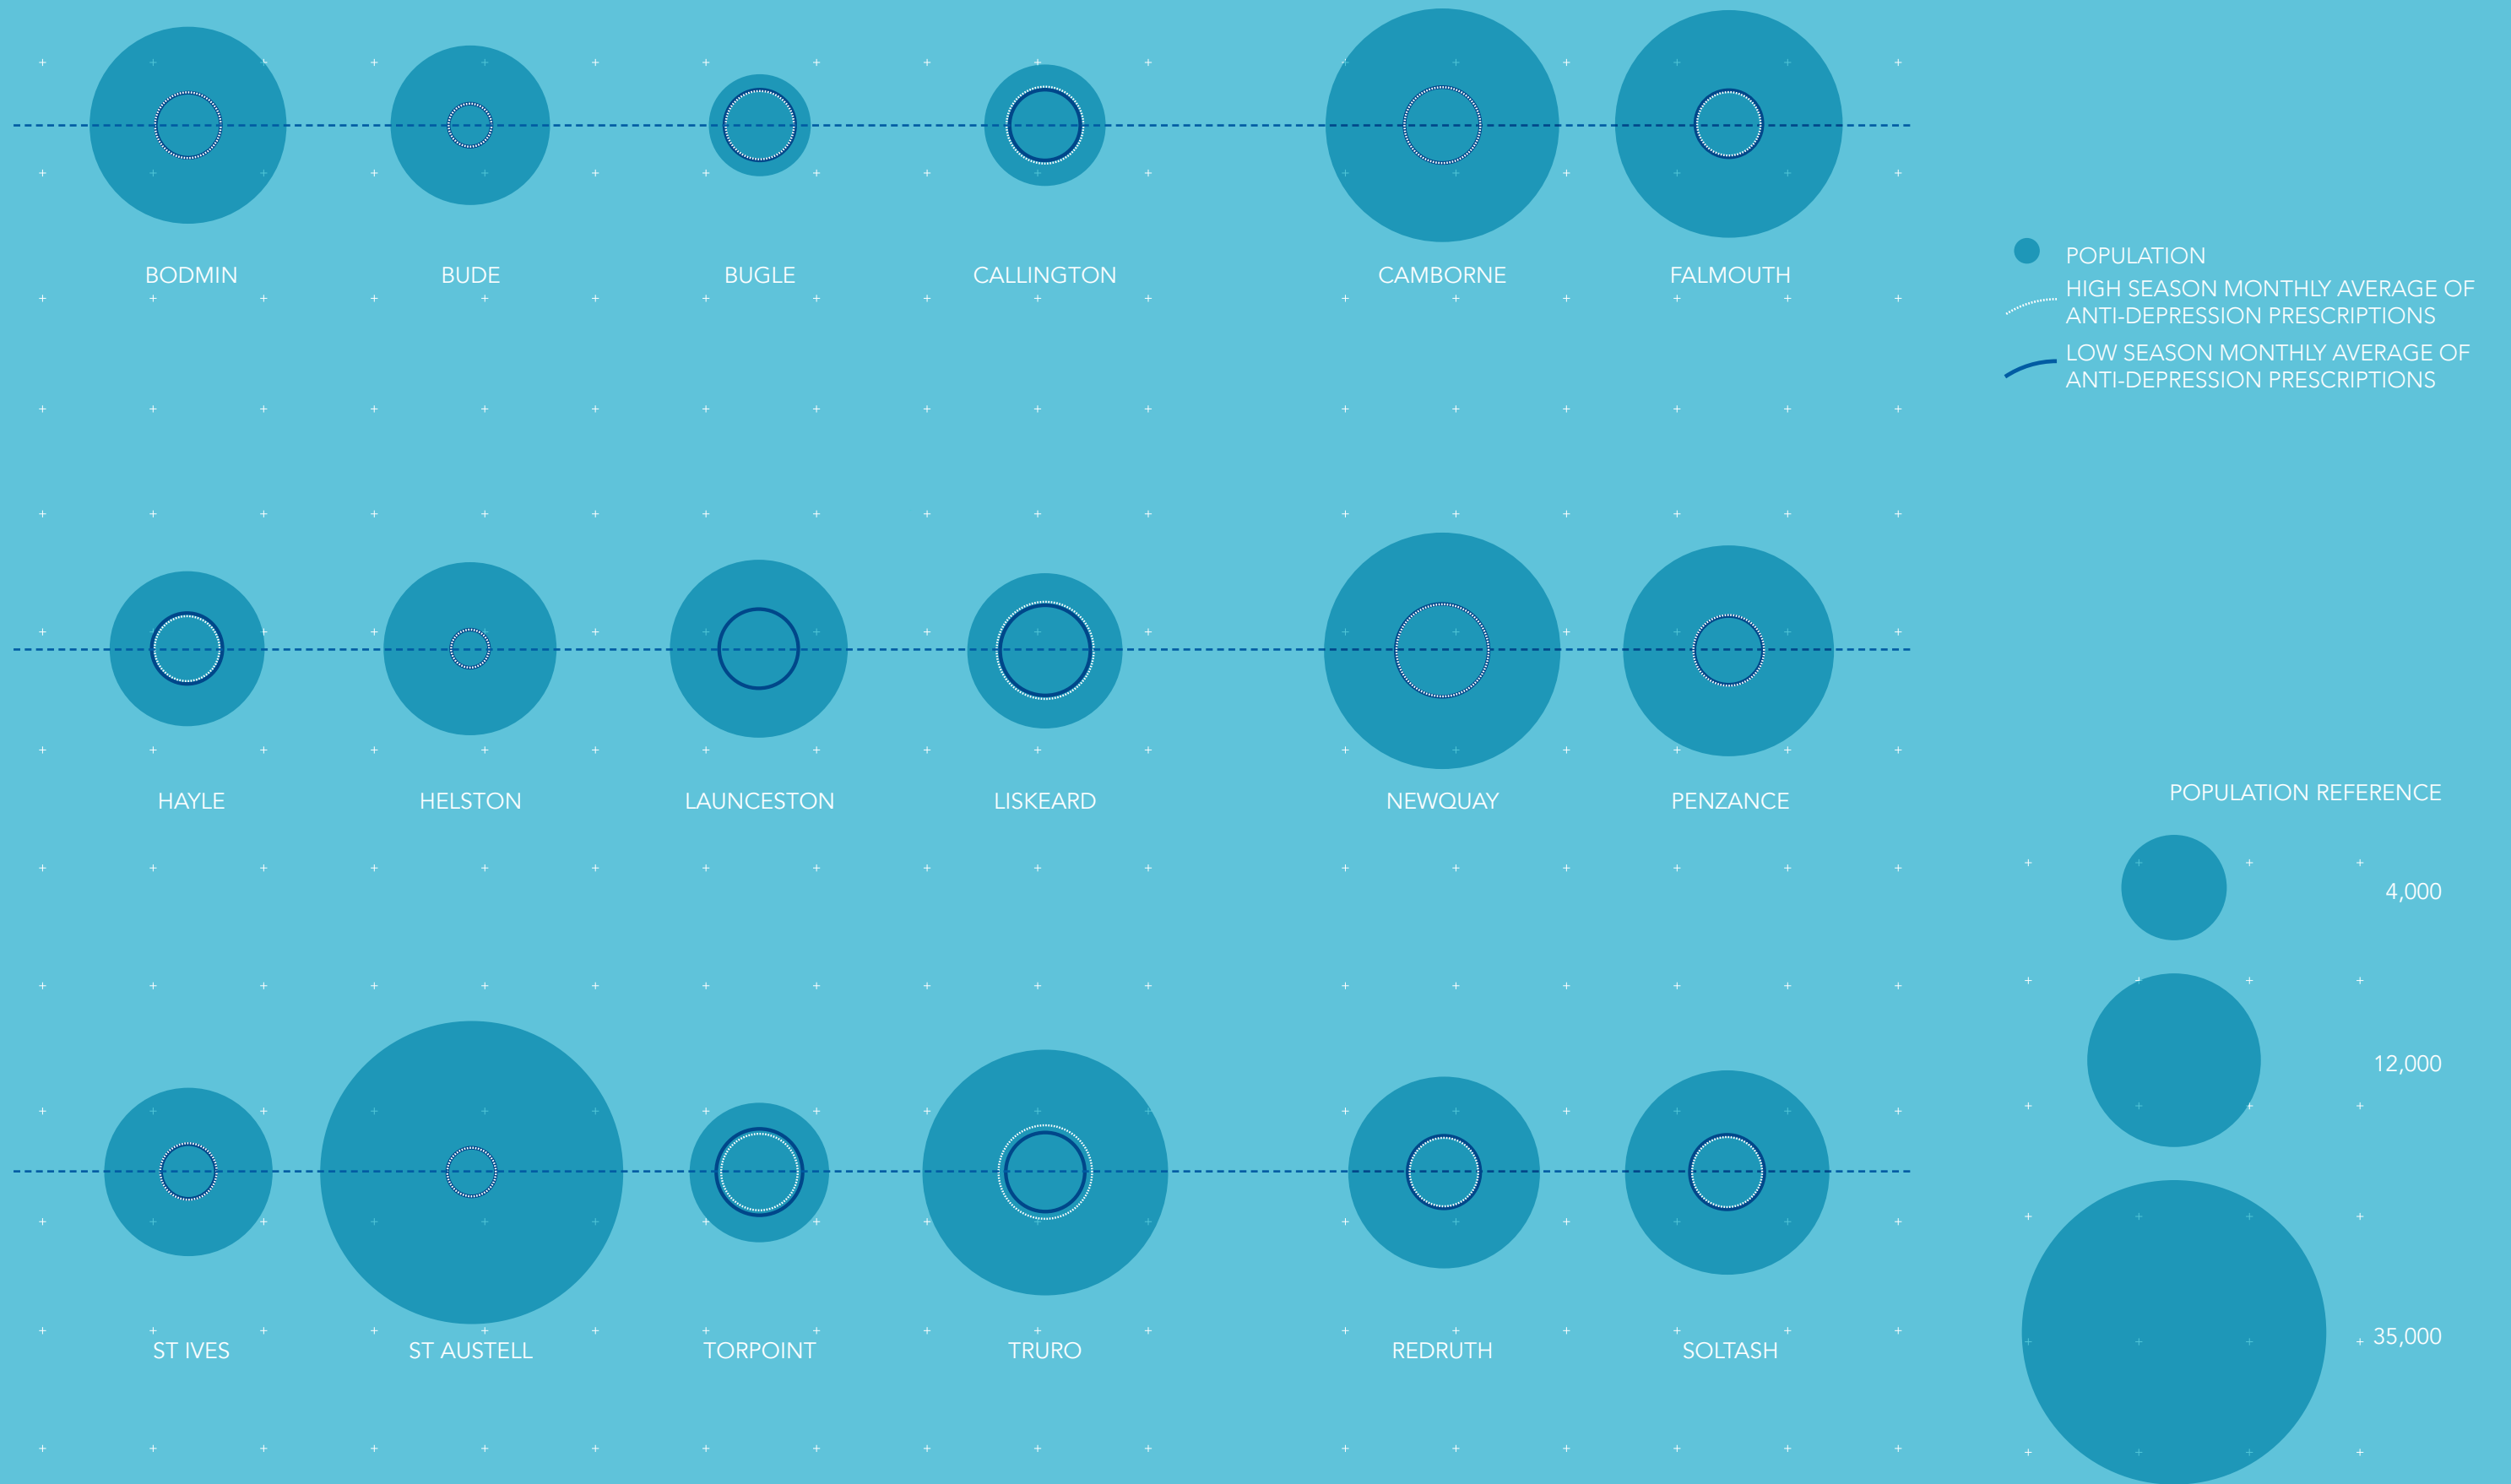 BODMIN
BUDE
BUGLE
CALLINGTON
CAMBORNE
FALMOUTH
POPULATION
HIGH SEASON MONTHLY AVERAGE OF
ANTI-DEPRESSION PRESCRIPTIONS
LOW SEASON MONTHLY AVERAGE OF
ANTI-DEPRESSION PRESCRIPTIONS
HAYLE
HELSTON
LAUNCESTON
LISKEARD
NEWQUAY
PENZANCE
POPULATION REFERENCE
4,000
12,000
35,000
ST IVES
ST AUSTELL
TORPOINT
TRURO
REDRUTH
SOLTASH